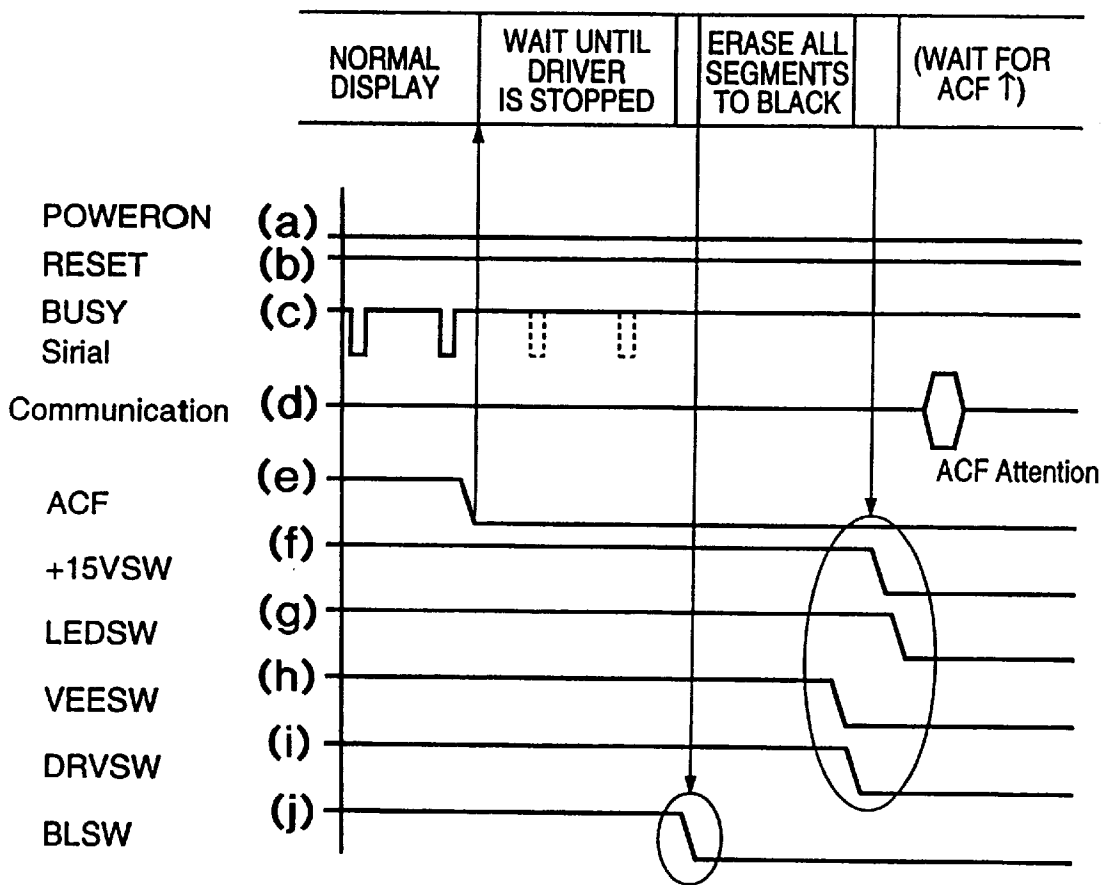 NORMAL
DISPLAY
WAIT UNTIL
DRIVER
IS STOPPED
ERASE ALL
SEGMENTS
TO BLACK
(WAIT FOR
ACF ↑)
POWERON (a)
RESET (b)
BUSY (c)
Sirial
Communication (d)
ACF Attention
ACF (e)
+15VSW (f)
LEDSW (g)
VEESW (h)
DRVSW (i)
BLSW (j)